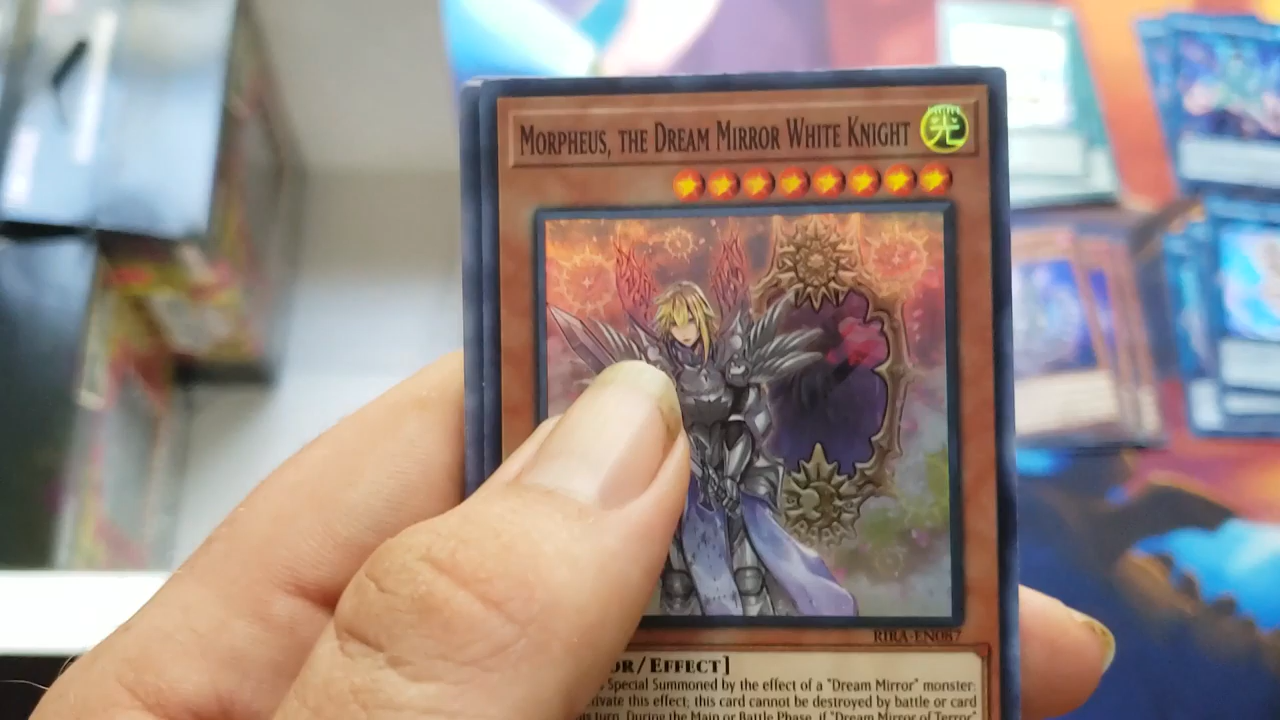 MORPHEUS, THE DREAM MIRROR WHITE KNIGHT 光
RIRA-EN087
OR/EFFECT]
Special Summoned by the effect of a "Dream Mirror" monster:
ivate this effect; this card cannot be destroyed by battle or card
is turn. During the Main or Battle Phase, if "Dream Mirror of Terror"